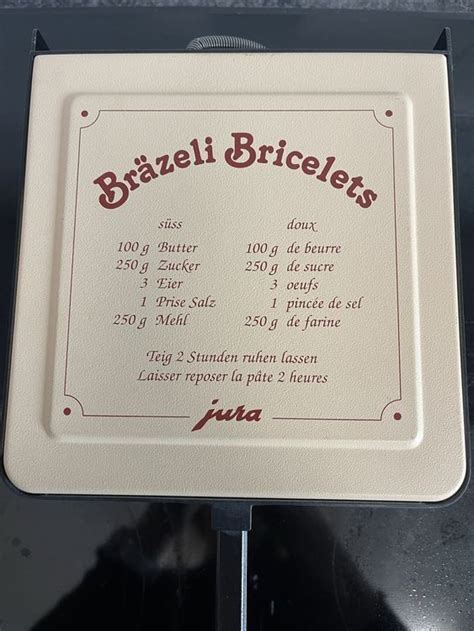 Bräzeli Bricelets
süss
100 g Butter
250 g Zucker
3 Eier
1 Prise Salz
250 g Mehl
doux
100 g de beurre
250 g de sucre
3 oeufs
1 pincée de sel
250 g de farine
Teig 2 Stunden ruhen lassen
Laisser reposer la pâte 2 heures
jura